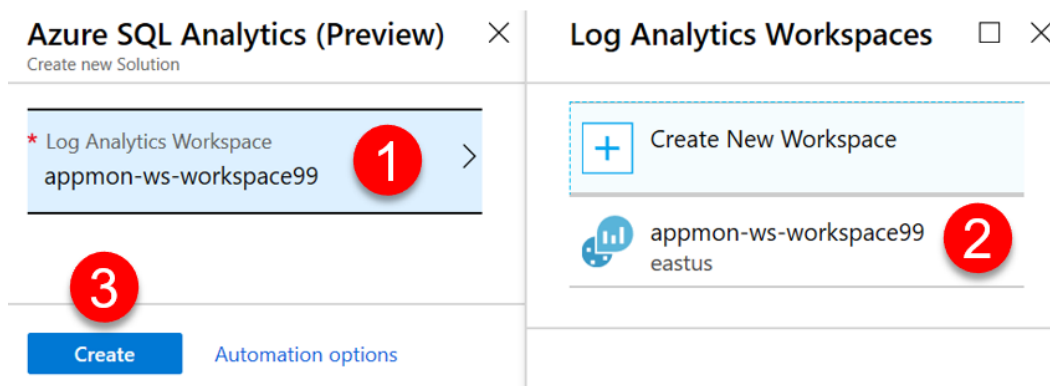 Azure SQL Analytics (Preview)
Create new Solution
* Log Analytics Workspace
appmon-ws-workspace99
1
3
Create
Automation options
Log Analytics Workspaces
Create New Workspace
appmon-ws-workspace99
eastus
2